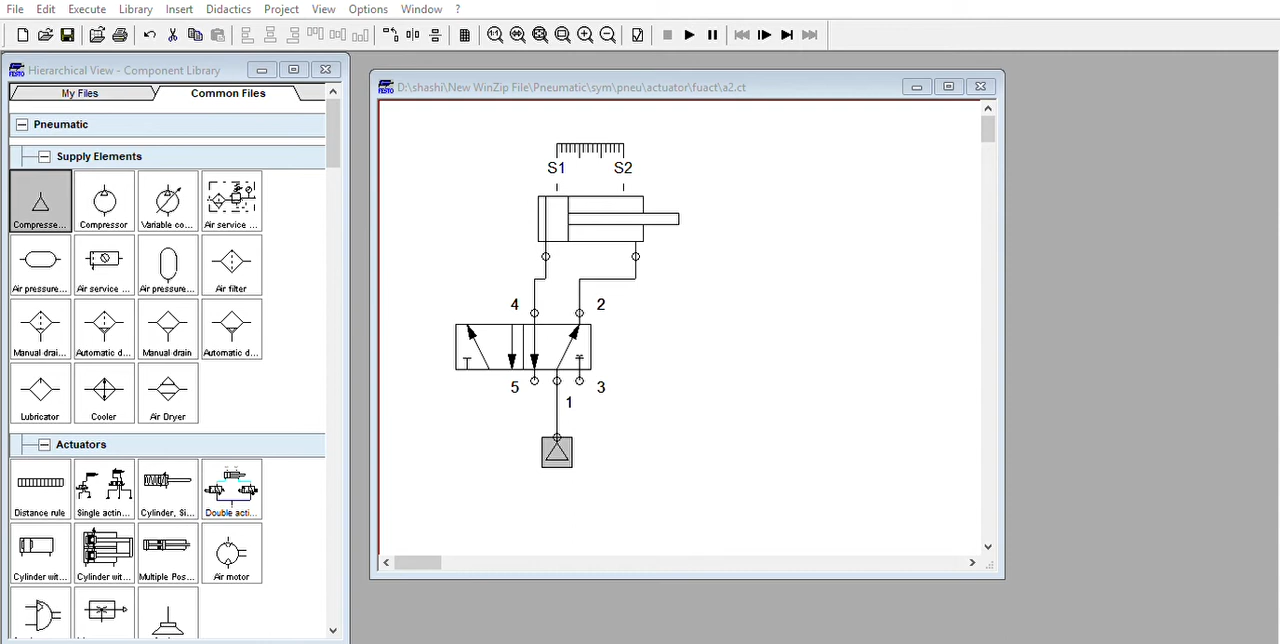 File Edit Execute Library Insert Didactics Project View Options Window ?
1:1
FESTO Hierarchical View - Component Library
My Files Common Files
Pneumatic
Supply Elements
Compresse... Compressor Variable co... Air service ...
Air pressure... Air service ... Air pressure... Air filter
Manual drai... Automatic d... Manual drain Automatic d...
Lubricator Cooler Air Dryer
Actuators
Distance rule Single actin... Cylinder, Si... Double acti...
Cylinder wit... Cylinder wit... Multiple Pos... Air motor
FESTO D:\shashi\New WinZip File\Pneumatic\sym\pneu\actuator\fuact\a2.ct
S1 S2
4 2
5 3
1